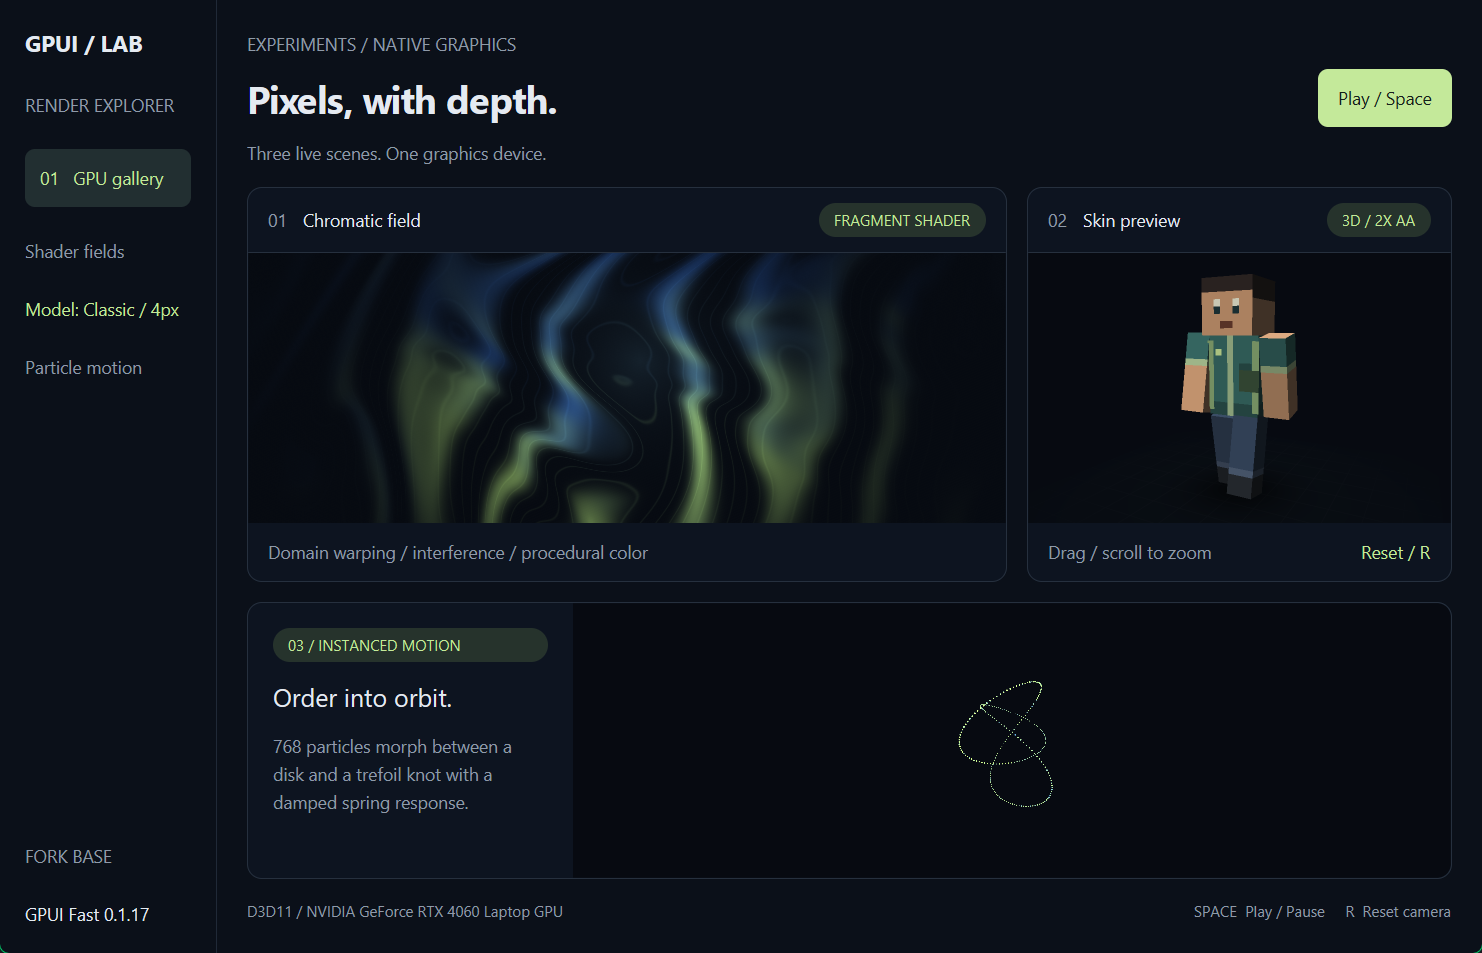 GPUI / LAB
RENDER EXPLORER
01 GPU gallery
Shader fields
Model: Classic / 4px
Particle motion
FORK BASE
GPUI Fast 0.1.17
EXPERIMENTS / NATIVE GRAPHICS
Pixels, with depth.
Three live scenes. One graphics device.
Play / Space
01 Chromatic field
FRAGMENT SHADER
Domain warping / interference / procedural color
02 Skin preview
3D / 2X AA
Drag / scroll to zoom
Reset / R
03 / INSTANCED MOTION
Order into orbit.
768 particles morph between a
disk and a trefoil knot with a
damped spring response.
D3D11 / NVIDIA GeForce RTX 4060 Laptop GPU
SPACE Play / Pause
R Reset camera